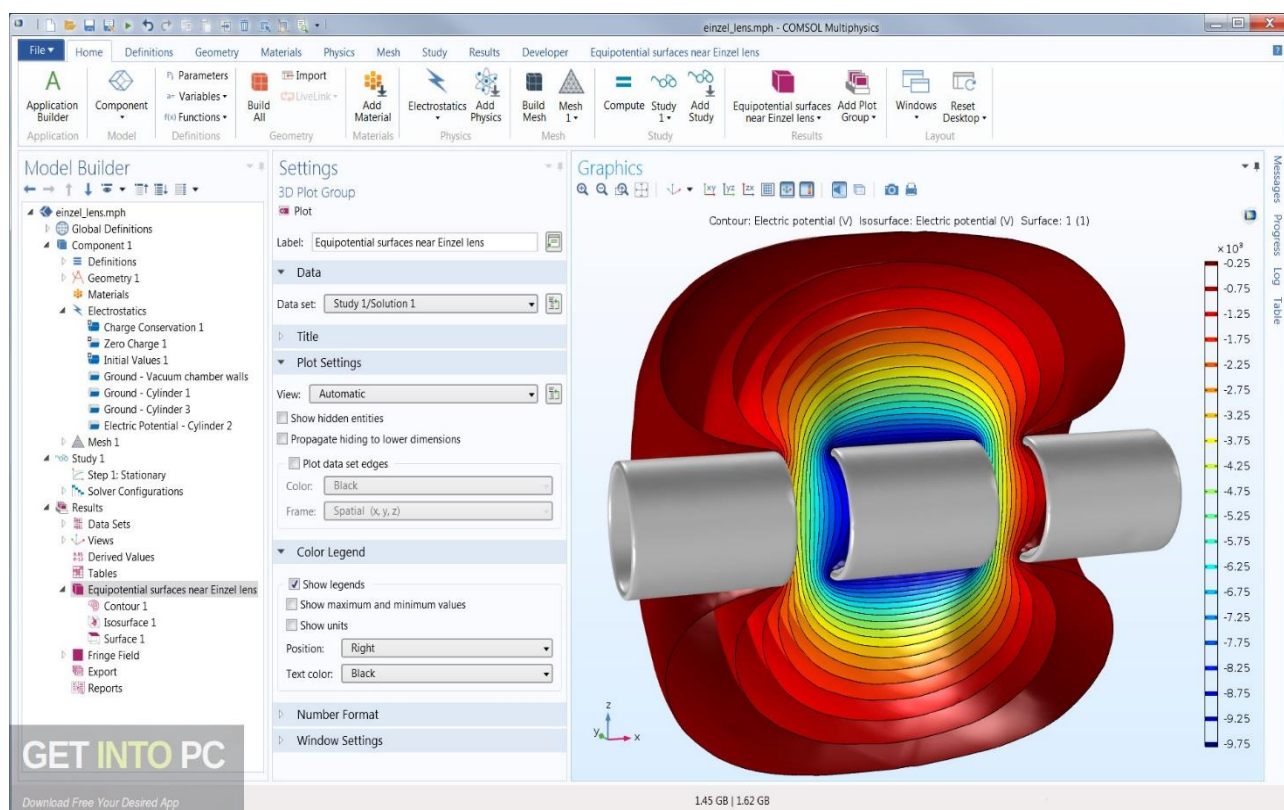 einzel_lens.mph - COMSOL Multiphysics
File Home Definitions Geometry Materials Physics Mesh Study Results Developer Equipotential surfaces near Einzel lens
Application Builder
Component
Pi Parameters
a= Variables
f(x) Functions
Build All
Import
LiveLink
Add Material
Electrostatics
Add Physics
Build Mesh
Mesh 1
Compute
Study 1
Add Study
Equipotential surfaces near Einzel lens
Add Plot Group
Windows
Reset Desktop
Application Model Definitions Geometry Materials Physics Mesh Study Results Layout
Model Builder
einzel_lens.mph
Global Definitions
Component 1
Definitions
Geometry 1
Materials
Electrostatics
Charge Conservation 1
Zero Charge 1
Initial Values 1
Ground - Vacuum chamber walls
Ground - Cylinder 1
Ground - Cylinder 3
Electric Potential - Cylinder 2
Mesh 1
Study 1
Step 1: Stationary
Solver Configurations
Results
Data Sets
Views
Derived Values
Tables
Equipotential surfaces near Einzel lens
Contour 1
Isosurface 1
Surface 1
Fringe Field
Export
Reports
GET INTO PC
Download Free Your Desired App
Settings
3D Plot Group
Plot
Label: Equipotential surfaces near Einzel lens
Data
Data set: Study 1/Solution 1
Title
Plot Settings
View: Automatic
Show hidden entities
Propagate hiding to lower dimensions
Plot data set edges
Color: Black
Frame: Spatial (x, y, z)
Color Legend
Show legends
Show maximum and minimum values
Show units
Position: Right
Text color: Black
Number Format
Window Settings
Graphics
xy yz zx
Contour: Electric potential (V) Isosurface: Electric potential (V) Surface: 1 (1)
×10³
-0.25
-0.75
-1.25
-1.75
-2.25
-2.75
-3.25
-3.75
-4.25
-4.75
-5.25
-5.75
-6.25
-6.75
-7.25
-7.75
-8.25
-8.75
-9.25
-9.75
z
y x
Messages
Progress
Log
Table
1.45 GB | 1.62 GB